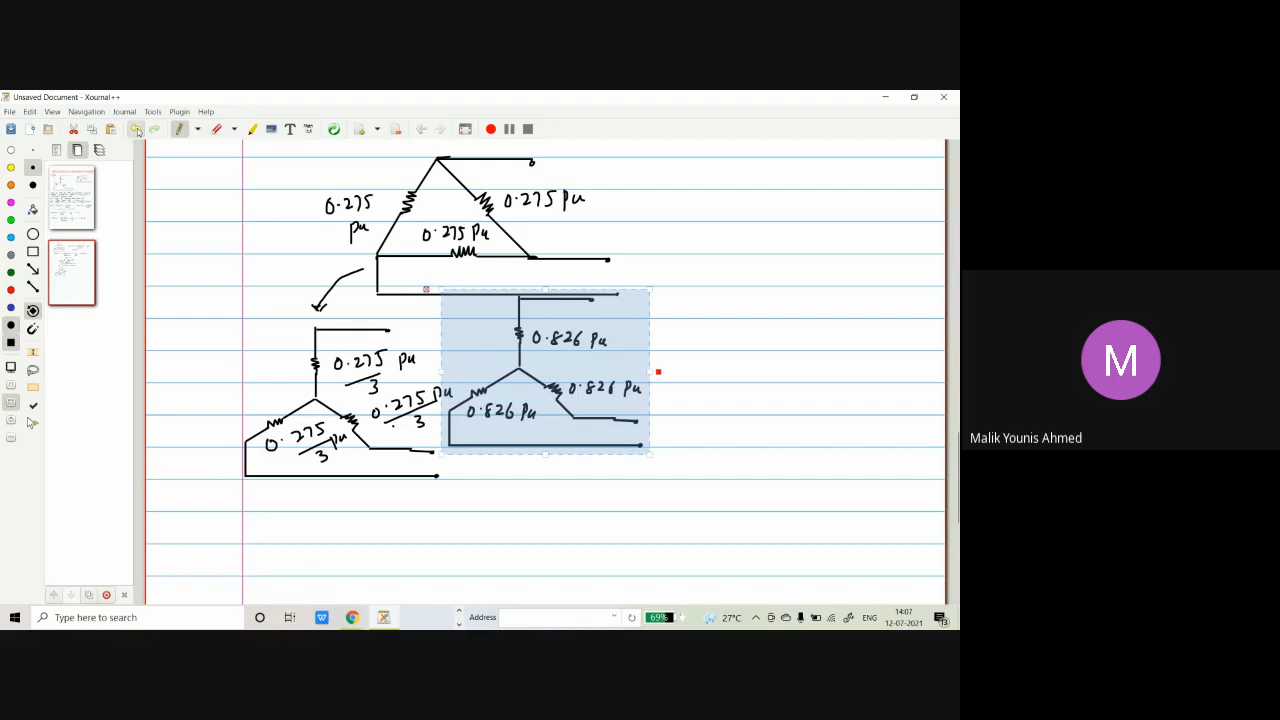 Unsaved Document - Xournal++
File Edit View Navigation Journal Tools Plugin Help
0.275 pu
0.275 pu
0.275 pu
0.275/3 pu
0.275/3 pu
0.275/3 pu
0.826 pu
0.826 pu
0.826 pu
Malik Younis Ahmed
M
Type here to search
Address
69%
27°C
ENG
14:07
12-07-2021